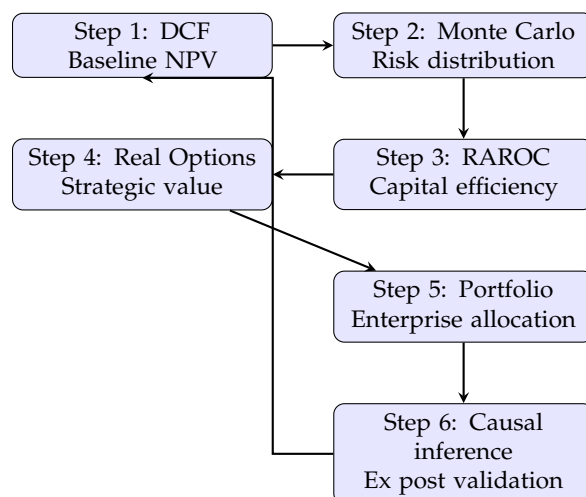 Step 1: DCF
Baseline NPV
Step 2: Monte Carlo
Risk distribution
Step 3: RAROC
Capital efficiency
Step 4: Real Options
Strategic value
Step 5: Portfolio
Enterprise allocation
Step 6: Causal
inference
Ex post validation